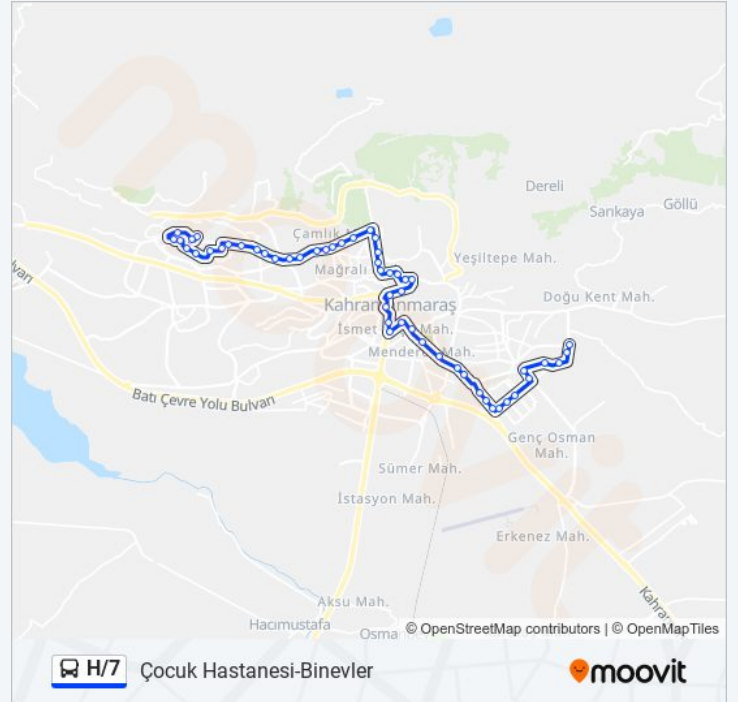 Dereli
Göllü
Sarıkaya
Çamlık M
Yeşiltepe Mah.
Mağralı
Bulvarı
Doğu Kent Mah.
Kahramanmaraş
İsmet Mah.
Menderes Mah.
Batı Çevre Yolu Bulvarı
Genç Osman
Mah.
Sümer Mah.
İstasyon Mah.
Erkenez Mah.
Aksu Mah.
Kahra
Hacımustafa
Osma
© OpenStreetMap contributors | © OpenMapTiles
H/7 Çocuk Hastanesi-Binevler
moovit